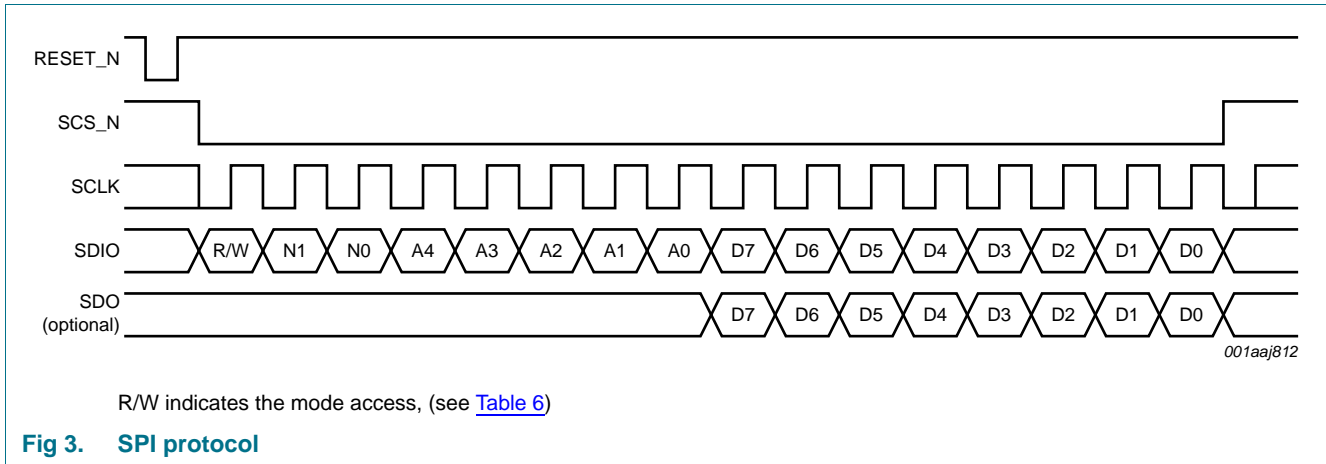 RESET_N
SCS_N
SCLK
SDIO R/W N1 N0 A4 A3 A2 A1 A0 D7 D6 D5 D4 D3 D2 D1 D0
SDO D7 D6 D5 D4 D3 D2 D1 D0
(optional)
001aaj812
R/W indicates the mode access, (see Table 6)
Fig 3. SPI protocol